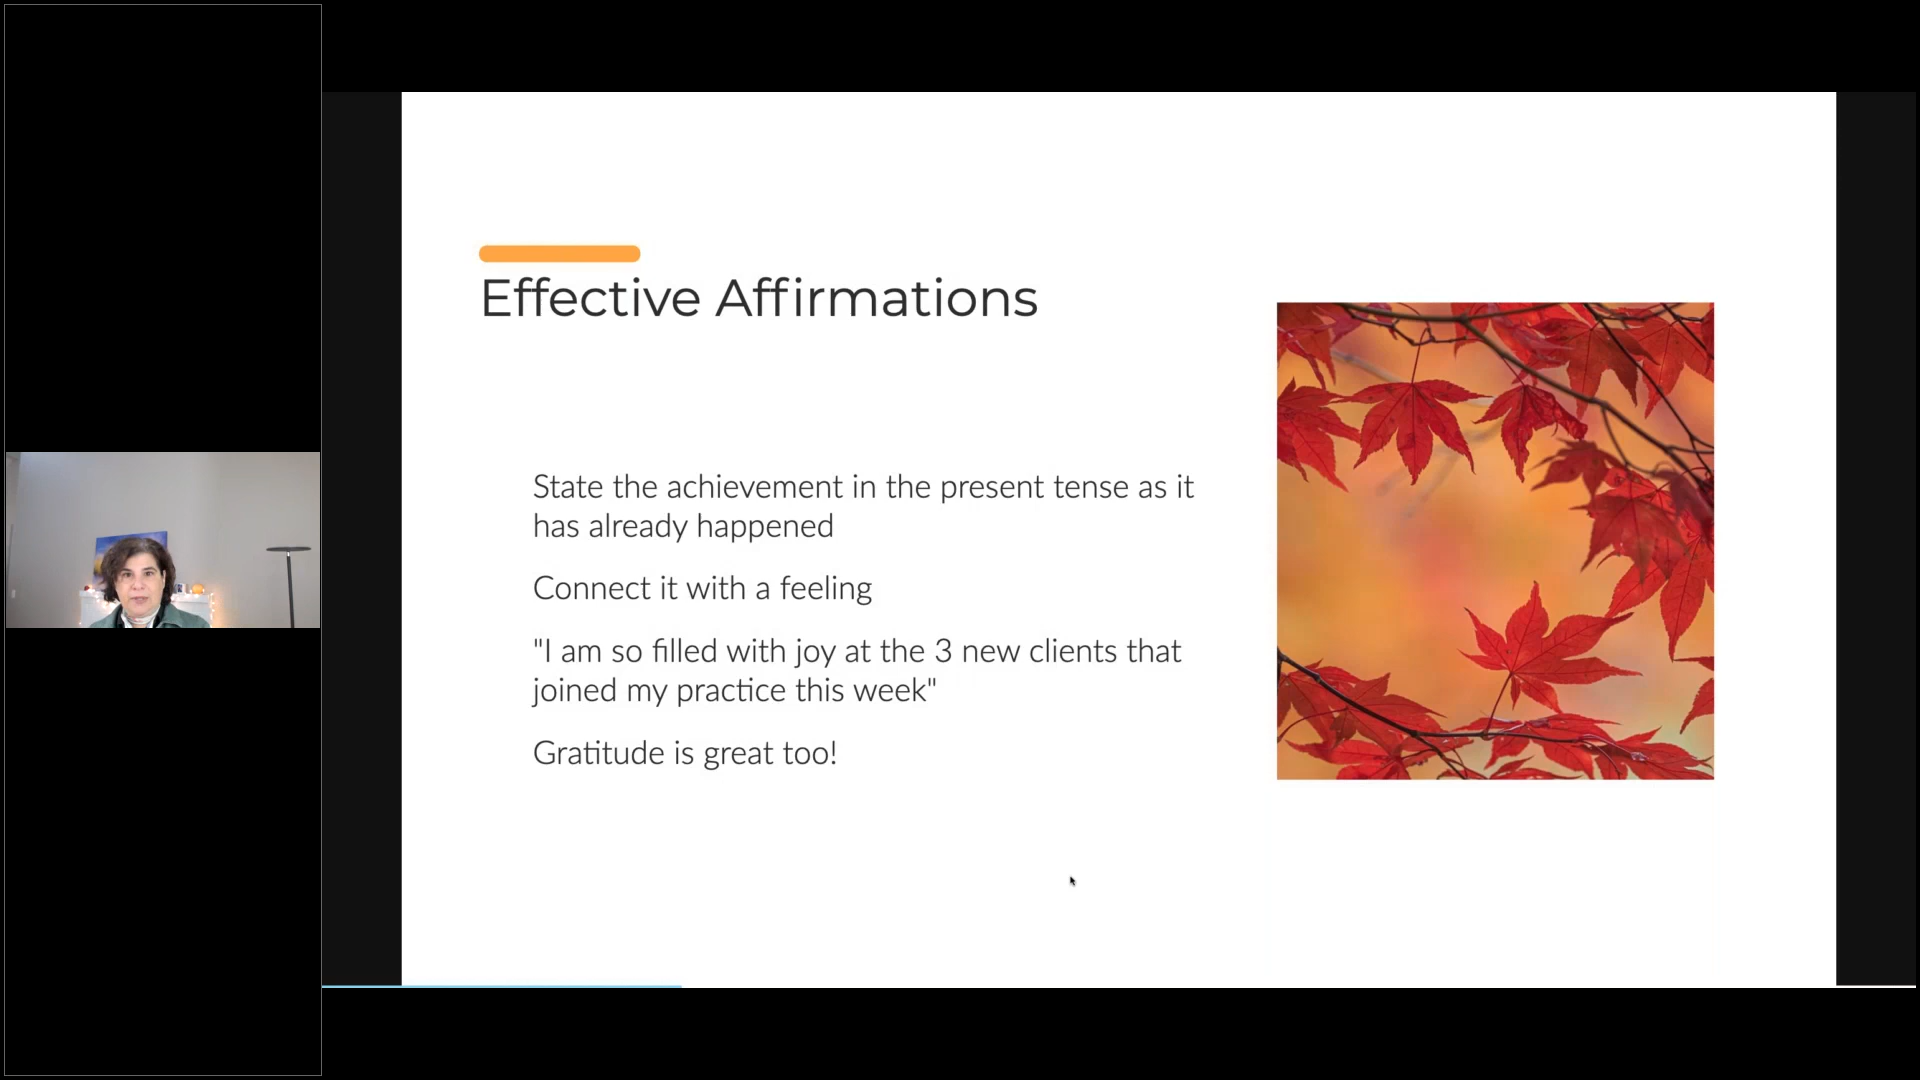 Effective Affirmations
State the achievement in the present tense as it
has already happened
Connect it with a feeling
"I am so filled with joy at the 3 new clients that
joined my practice this week"
Gratitude is great too!